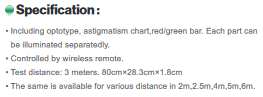 Specification:
• Including optotype, astigmatism chart,red/green bar. Each part can
be illuminated separatedly.
• Controlled by wireless remote.
• Test distance: 3 meters. 80cm×28.3cm×1.8cm
• The same is available for various distance in 2m,2.5m,4m,5m,6m.